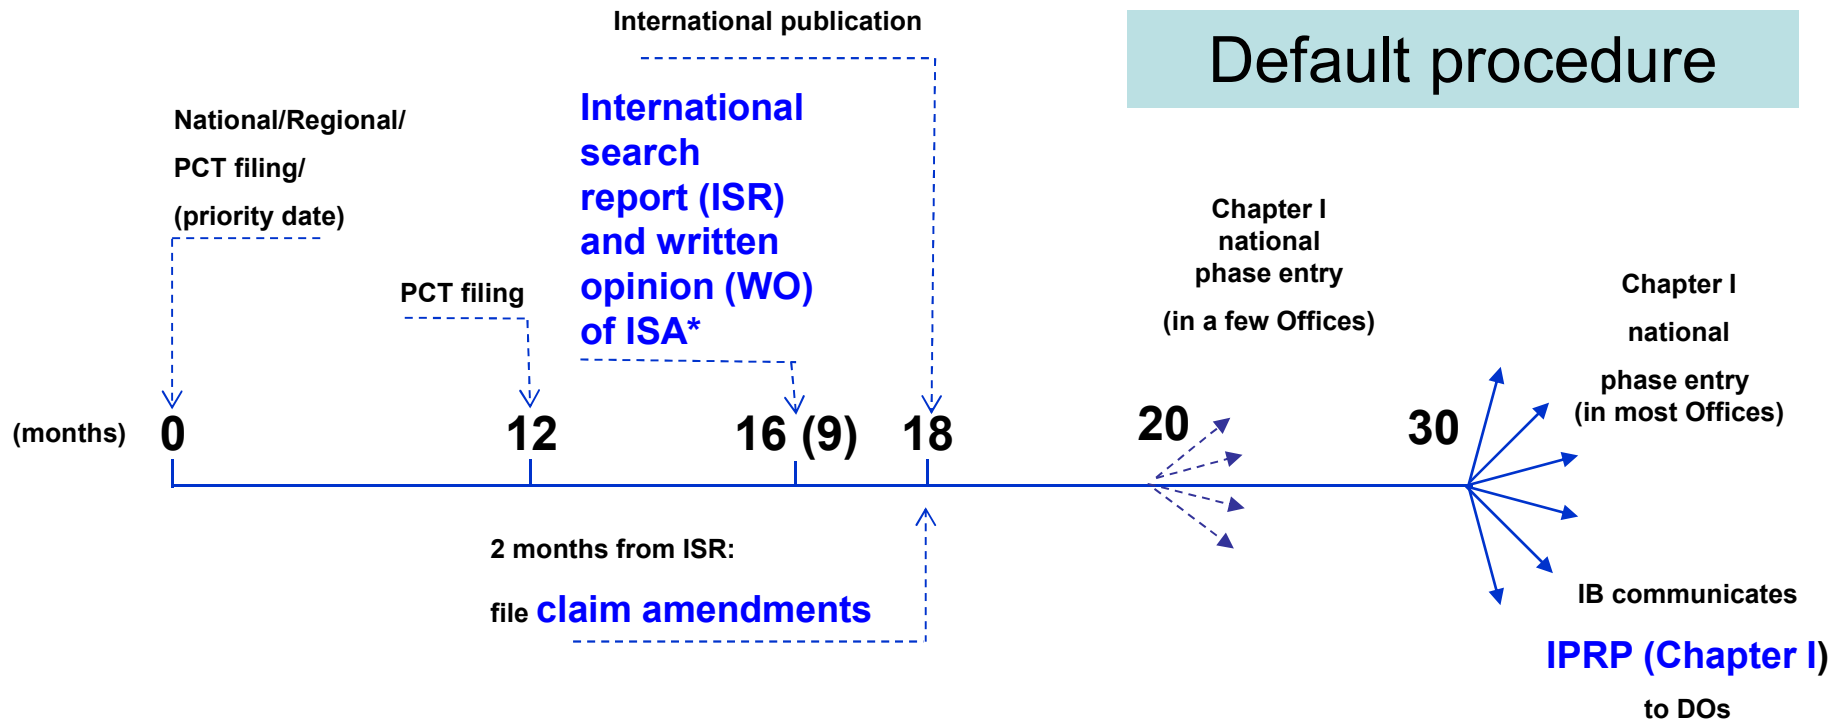 International publication
Default procedure
National/Regional/
PCT filing/
(priority date)
PCT filing
International
search
report (ISR)
and written
opinion (WO)
of ISA*
Chapter I
national
phase entry
(in a few Offices)
Chapter I
national
phase entry
(in most Offices)
(months) 0 12 16 (9) 18 20 30
2 months from ISR:
file claim amendments
IB communicates
IPRP (Chapter I)
to DOs